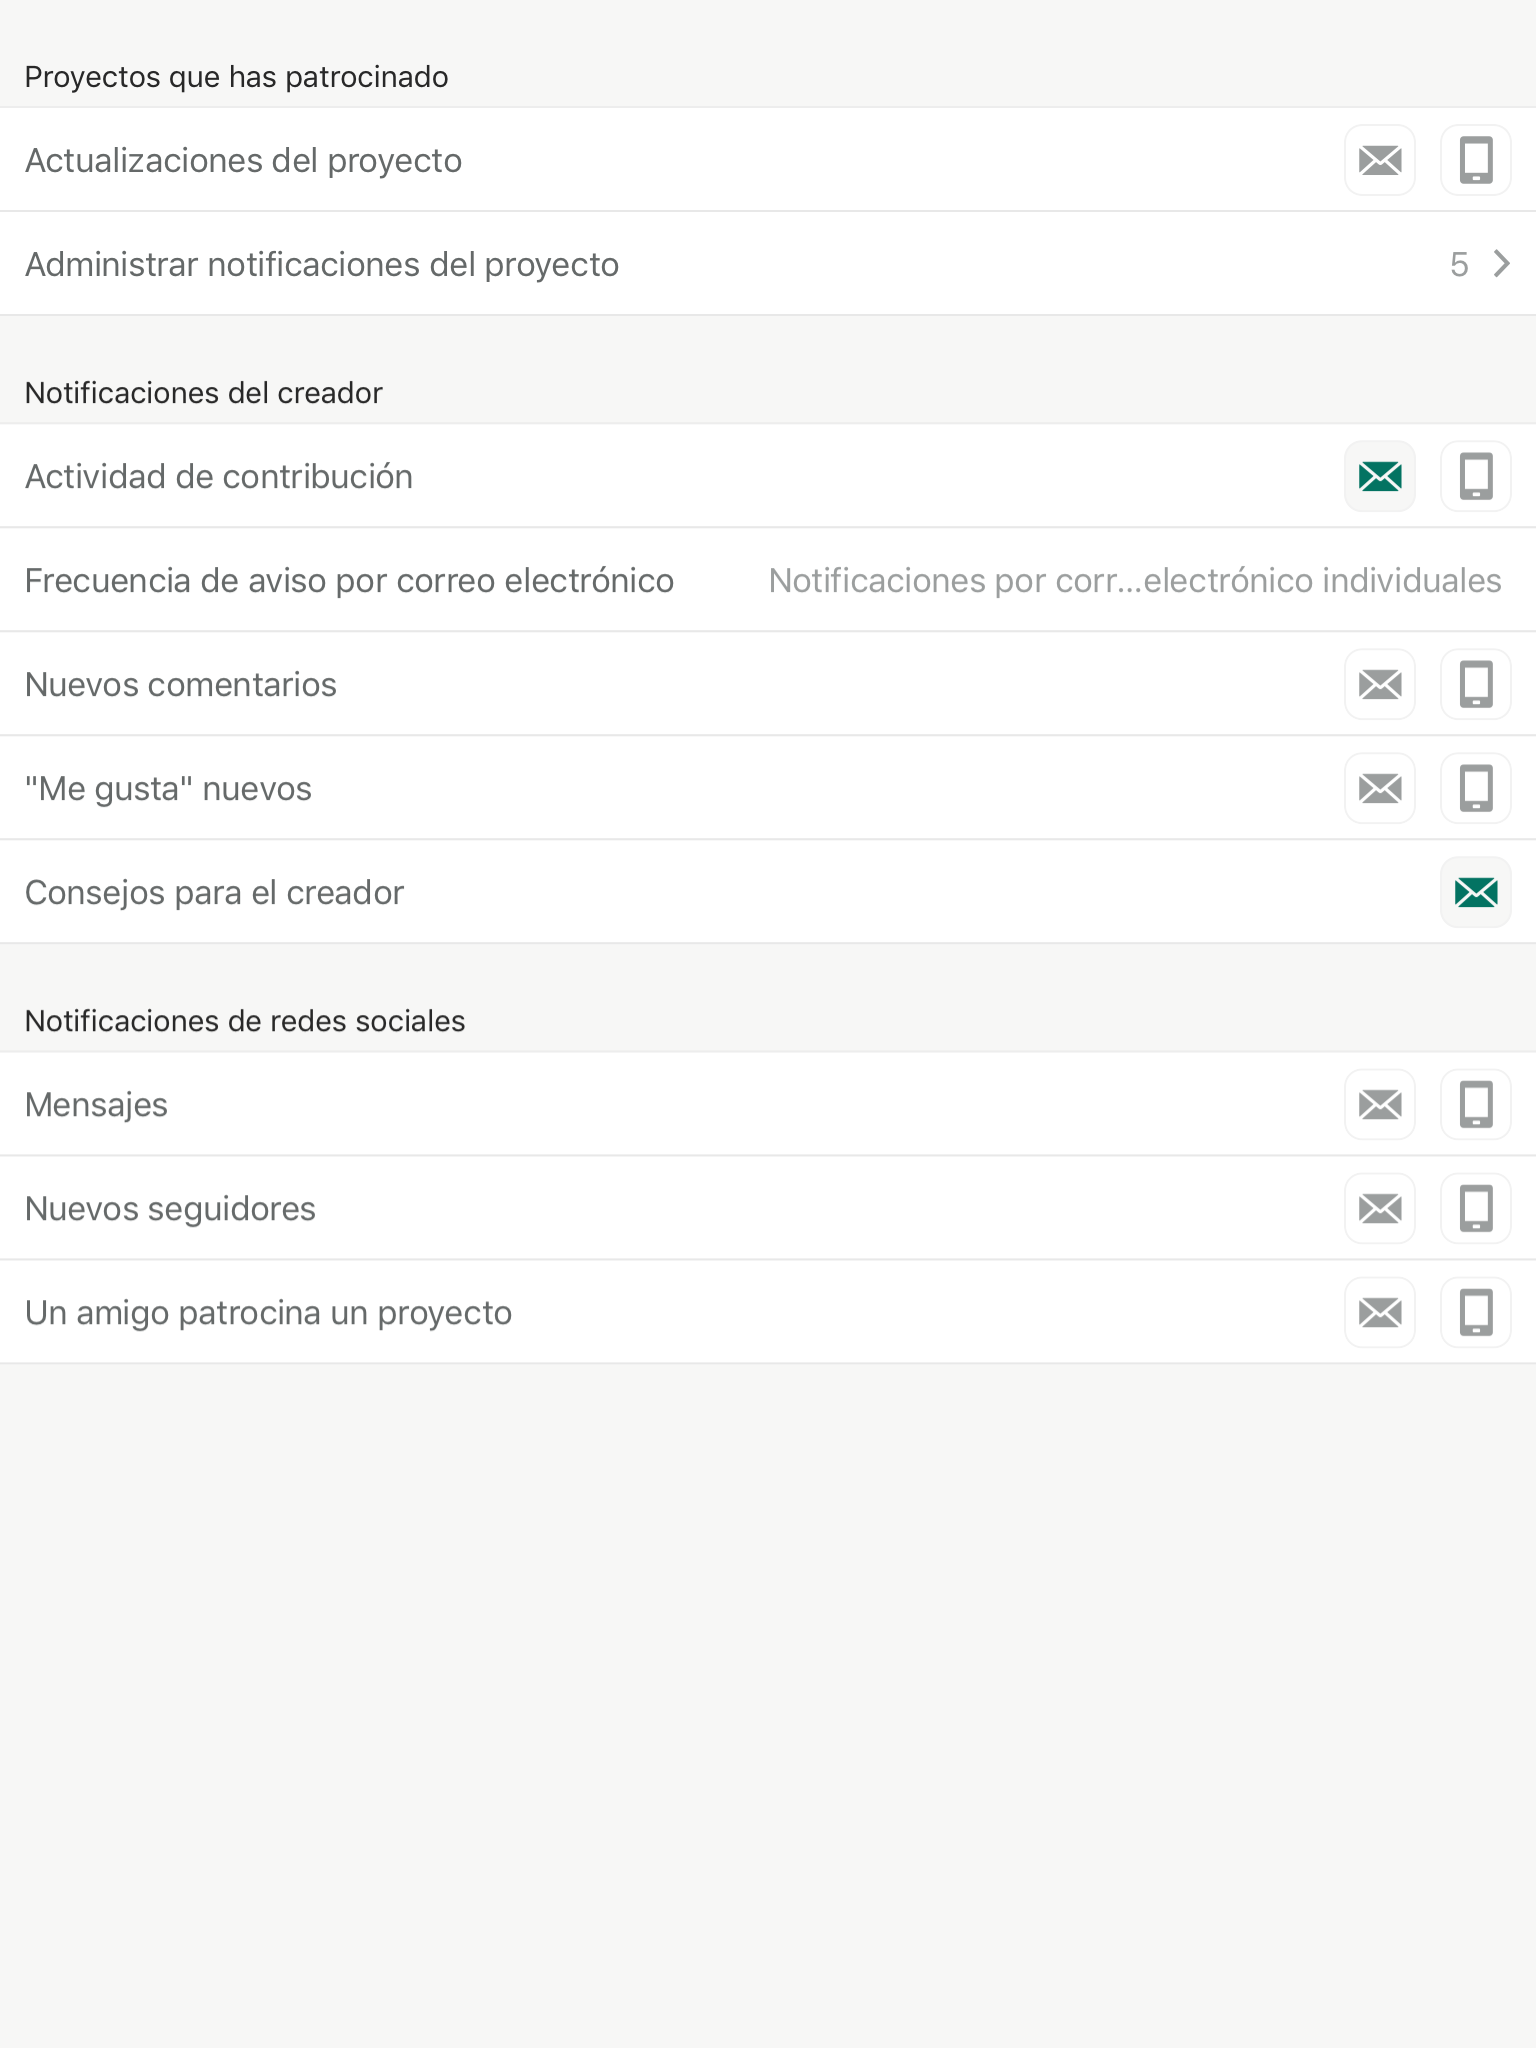 Proyectos que has patrocinado
Actualizaciones del proyecto
Administrar notificaciones del proyecto 5
Notificaciones del creador
Actividad de contribución
Frecuencia de aviso por correo electrónico Notificaciones por corr...electrónico individuales
Nuevos comentarios
"Me gusta" nuevos
Consejos para el creador
Notificaciones de redes sociales
Mensajes
Nuevos seguidores
Un amigo patrocina un proyecto